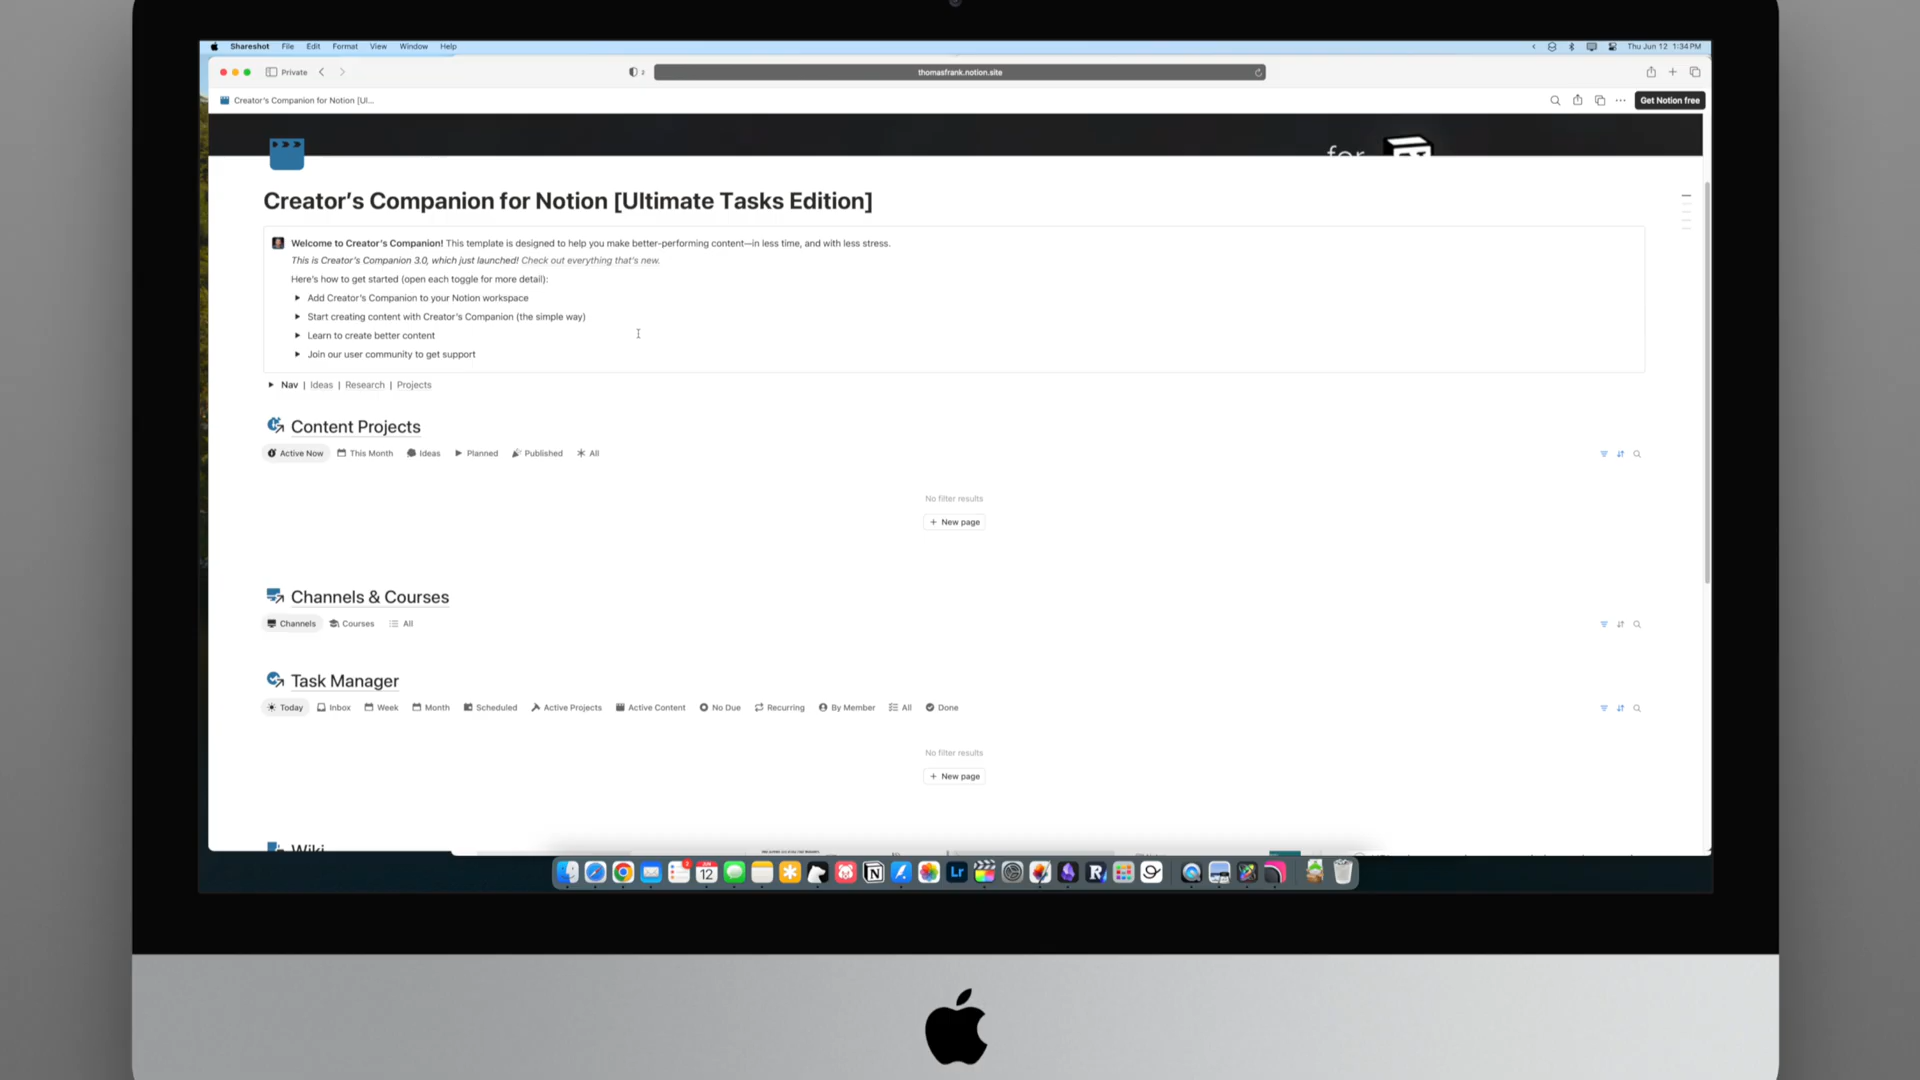 Shareshot File Edit Format View Window Help
Thu Jun 12 1:34 PM
Private
2
thomasfrank.notion.site
Creator's Companion for Notion [Ul...
Get Notion free
for
Creator's Companion for Notion [Ultimate Tasks Edition]
Welcome to Creator's Companion! This template is designed to help you make better-performing content—in less time, and with less stress.
This is Creator's Companion 3.0, which just launched! Check out everything that's new.
Here's how to get started (open each toggle for more detail):
Add Creator's Companion to your Notion workspace
Start creating content with Creator's Companion (the simple way)
Learn to create better content
Join our user community to get support
Nav | Ideas | Research | Projects
Content Projects
Active Now This Month Ideas Planned Published All
No filter results
+ New page
Channels & Courses
Channels Courses All
Task Manager
Today Inbox Week Month Scheduled Active Projects Active Content No Due Recurring By Member All Done
No filter results
+ New page
Wiki
JUN
12
Lr